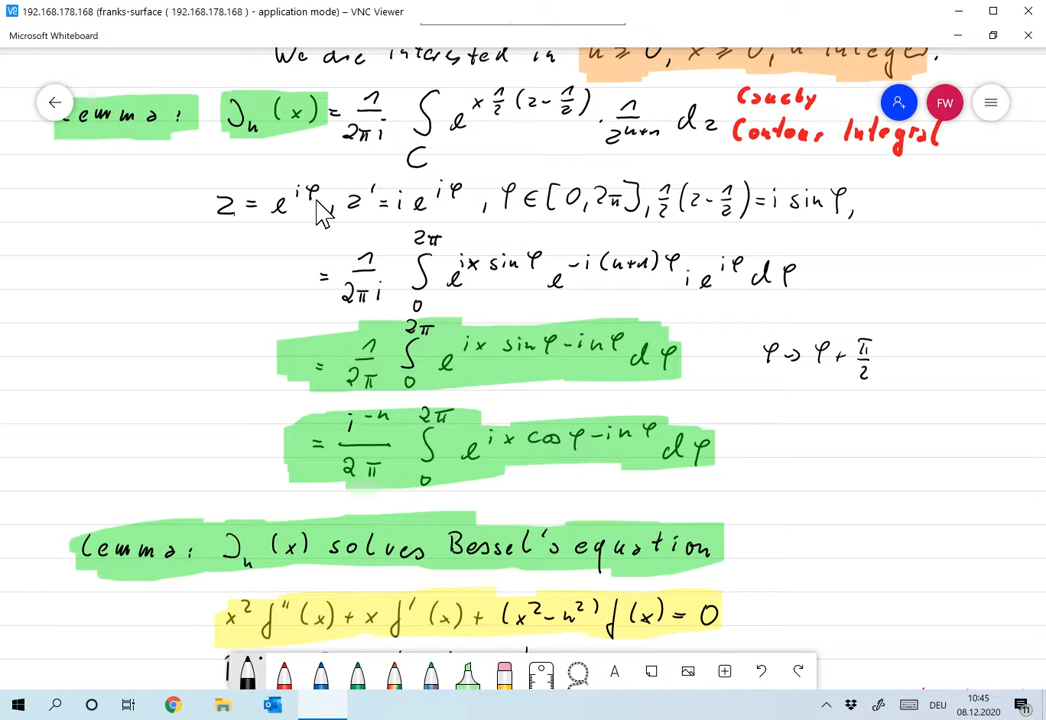 192.168.178.168 (franks-surface ( 192.168.178.168 ) - application mode) – VNC Viewer
Microsoft Whiteboard
We are interested in n ≥ 0, x ≥ 0, n integer.
Lemma: J_n (x) = 1/(2πi) ∫_C e^{x 1/2 (z - 1/z)} · 1/z^{n+1} dz Cauchy
Contour Integral
FW
z = e^{iφ}, z' = i e^{iφ}, φ ∈ [0, 2π], 1/2 (z - 1/z) = i sin φ,
= 1/(2πi) ∫_0^{2π} e^{ix sin φ} e^{-i(n+1)φ} i e^{iφ} dφ
= 1/(2π) ∫_0^{2π} e^{ix sin φ - inφ} dφ φ → φ + π/2
= i^{-n}/(2π) ∫_0^{2π} e^{ix cos φ - inφ} dφ
Lemma: J_n (x) solves Bessel's equation
x² f''(x) + x f'(x) + (x² - n²) f(x) = 0
A
DEU
10:45
08.12.2020
11